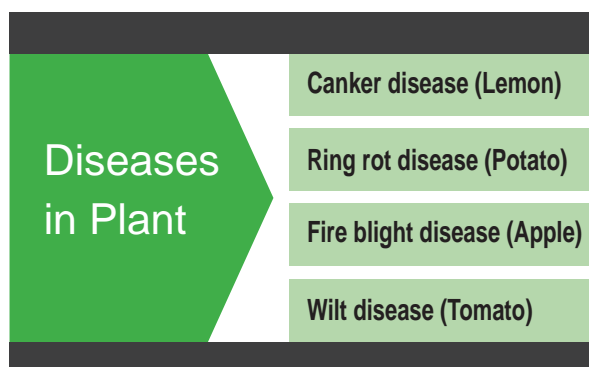 Diseases
in Plant
Canker disease (Lemon)
Ring rot disease (Potato)
Fire blight disease (Apple)
Wilt disease (Tomato)